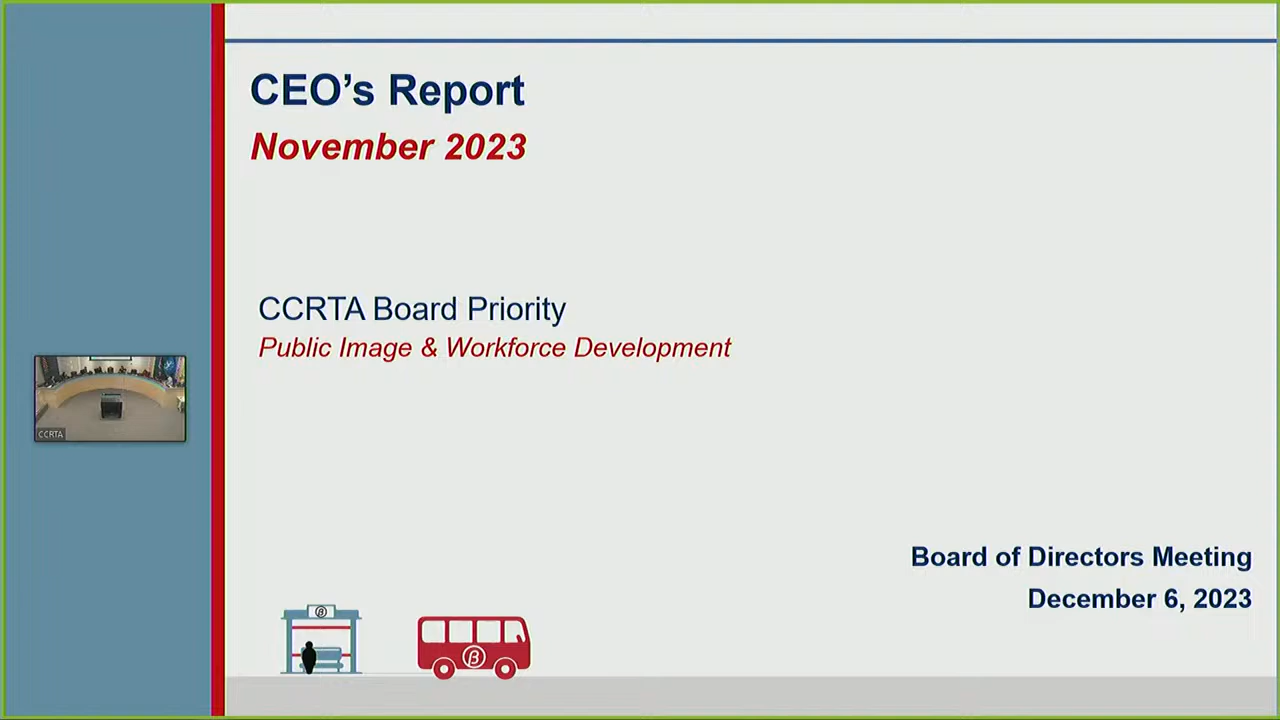 CEO’s Report
November 2023
CCRTA Board Priority
Public Image & Workforce Development
CCRTA
Board of Directors Meeting
December 6, 2023